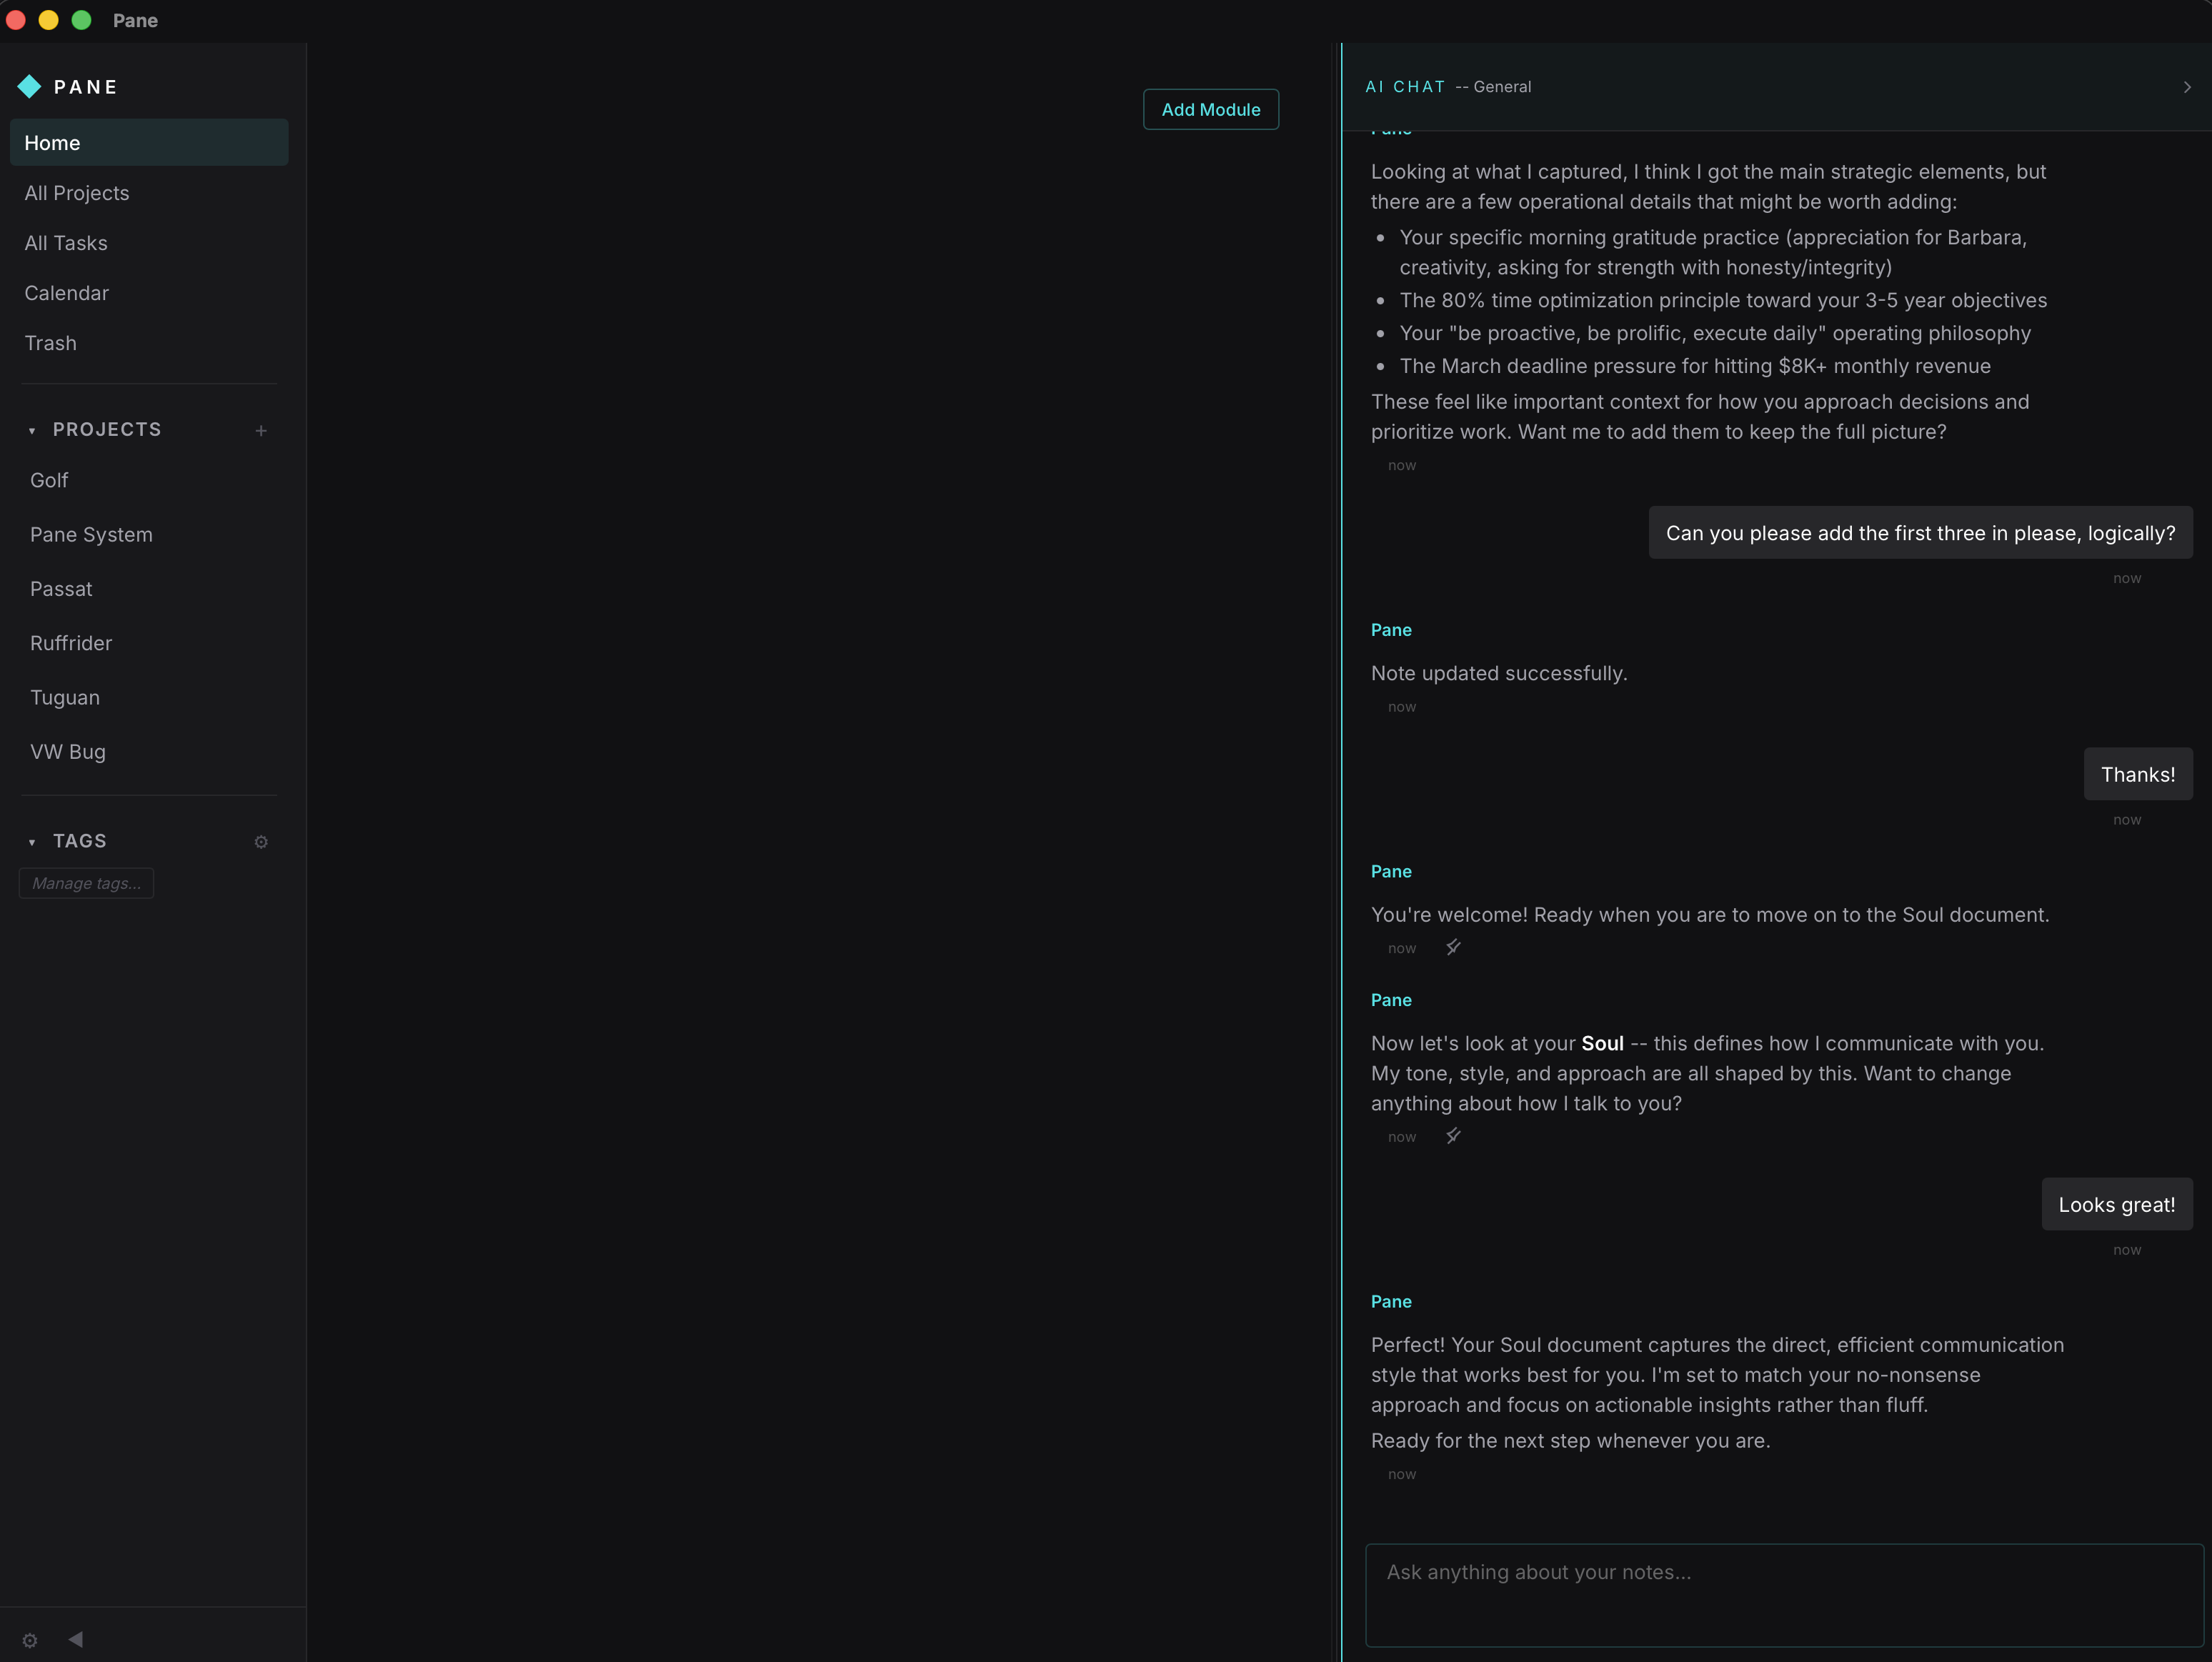 Pane
PANE
Home
All Projects
All Tasks
Calendar
Trash
PROJECTS
Golf
Pane System
Passat
Ruffrider
Tuguan
VW Bug
TAGS
Manage tags...
Add Module
AI CHAT -- General
Pane
Looking at what I captured, I think I got the main strategic elements, but
there are a few operational details that might be worth adding:
• Your specific morning gratitude practice (appreciation for Barbara,
creativity, asking for strength with honesty/integrity)
• The 80% time optimization principle toward your 3-5 year objectives
• Your "be proactive, be prolific, execute daily" operating philosophy
• The March deadline pressure for hitting $8K+ monthly revenue
These feel like important context for how you approach decisions and
prioritize work. Want me to add them to keep the full picture?
now
Can you please add the first three in please, logically?
now
Pane
Note updated successfully.
now
Thanks!
now
Pane
You're welcome! Ready when you are to move on to the Soul document.
now
Pane
Now let's look at your Soul -- this defines how I communicate with you.
My tone, style, and approach are all shaped by this. Want to change
anything about how I talk to you?
now
Looks great!
now
Pane
Perfect! Your Soul document captures the direct, efficient communication
style that works best for you. I'm set to match your no-nonsense
approach and focus on actionable insights rather than fluff.
Ready for the next step whenever you are.
now
Ask anything about your notes...